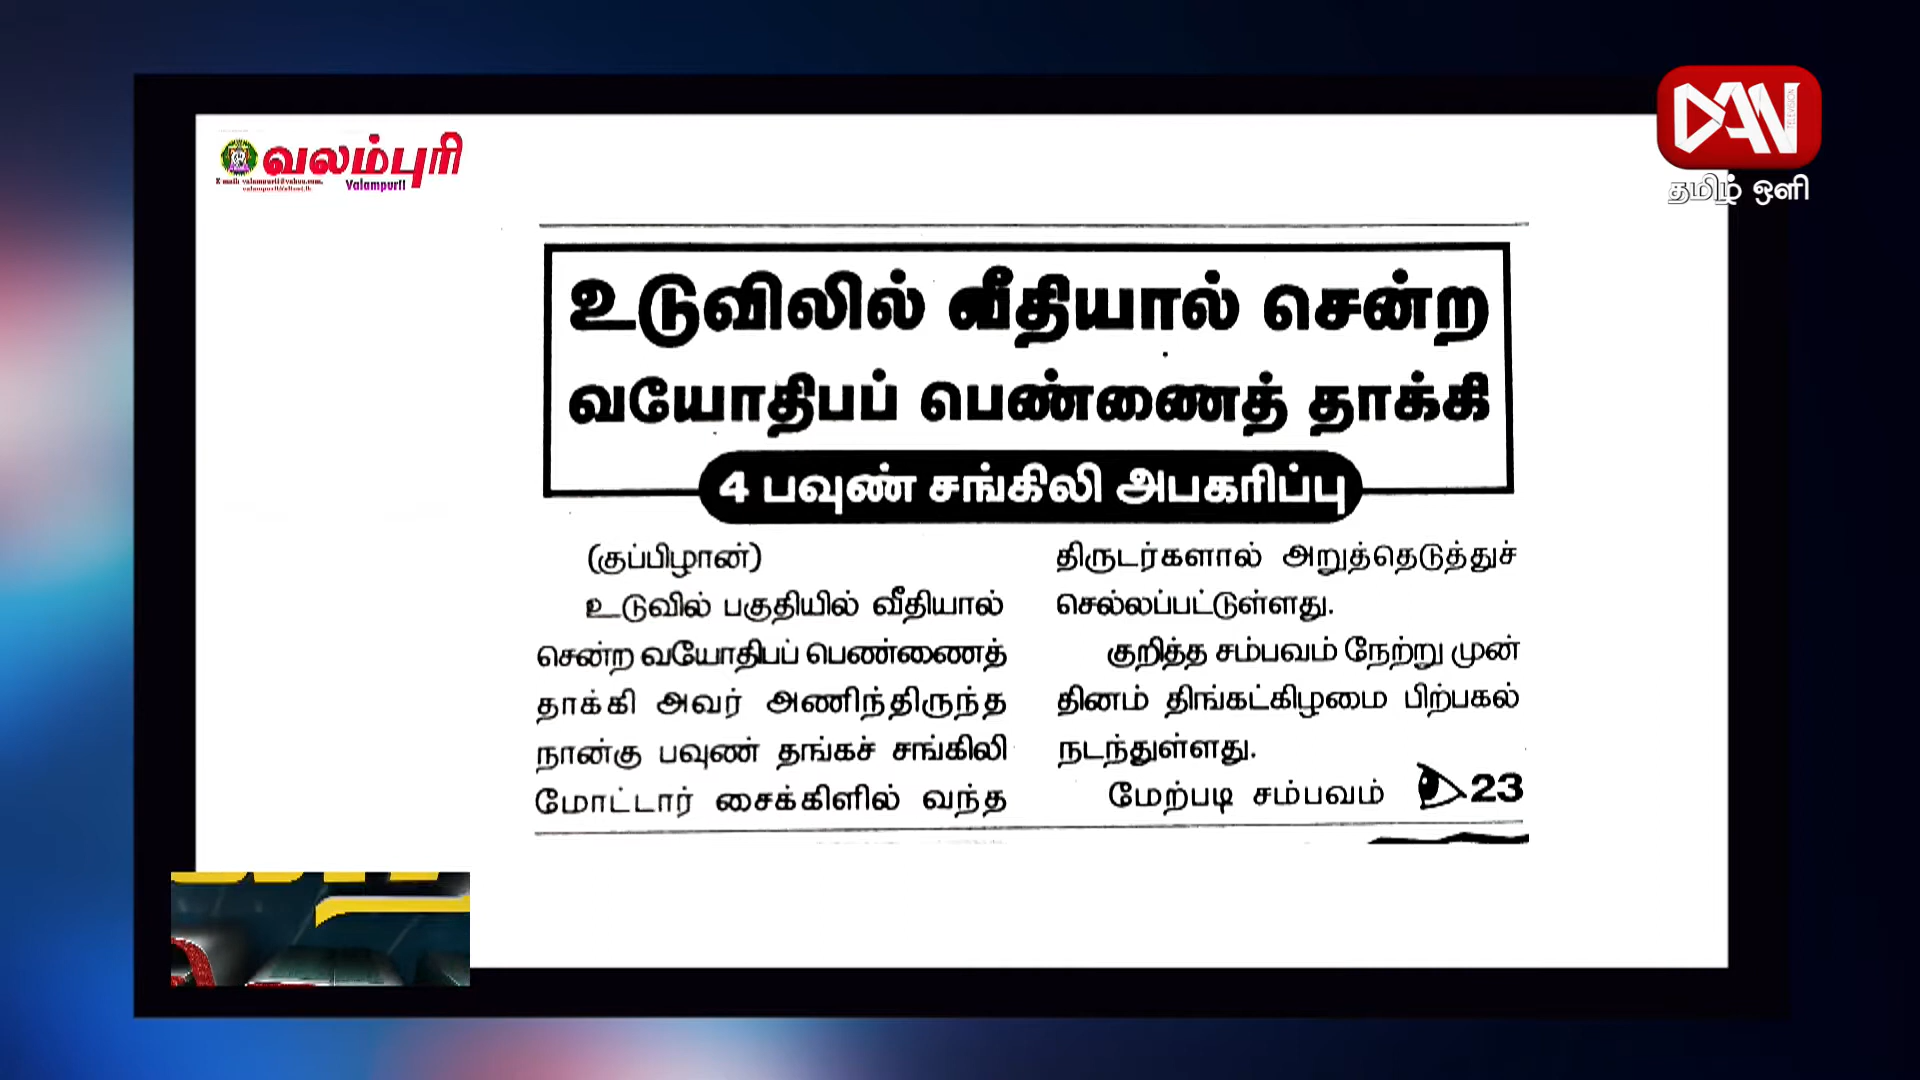 வலம்புரி
Valampurii
DAN
TELEVISION
தமிழ் ஒளி
உடுவிலில் வீதியால் சென்ற
வயோதிபப் பெண்ணைத் தாக்கி
4 பவுண் சங்கிலி அபகரிப்பு
(குப்பிழான்)
உடுவில் பகுதியில் வீதியால்
சென்ற வயோதிபப் பெண்ணைத்
தாக்கி அவர் அணிந்திருந்த
நான்கு பவுண் தங்கச் சங்கிலி
மோட்டார் சைக்கிளில் வந்த
திருடர்களால் அறுத்தெடுத்துச்
செல்லப்பட்டுள்ளது.
குறித்த சம்பவம் நேற்று முன்
தினம் திங்கட்கிழமை பிற்பகல்
நடந்துள்ளது.
மேற்படி சம்பவம் 23